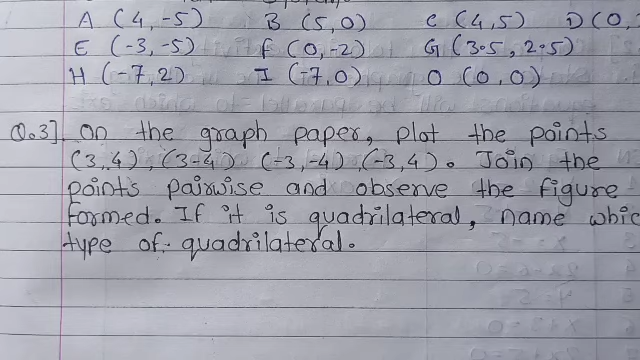 A (4,-5) B (5,0) C (4,5) D (0,
E (-3,-5) F (0,-2) G (3.5, 2.5)
H (-7,2) I (-7,0) O (0,0)
Q.3] On the graph paper, plot the points
(3,4), (3-4) (-3,-4), (-3,4). Join the
points pairwise and observe the figure
formed. If it is quadrilateral, name whic
type of quadrilateral.